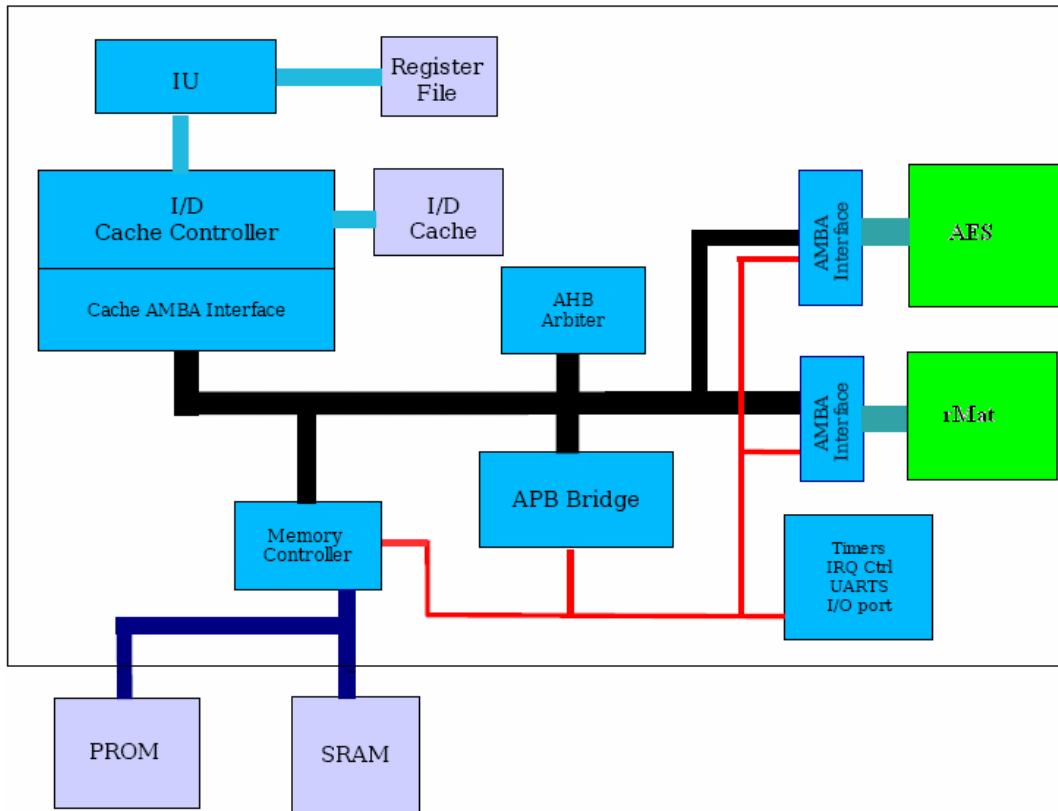 IU
Register
File
I/D
Cache Controller
I/D
Cache
Cache AMBA Interface
AHB
Arbiter
AMBA
Interface
AES
AMBA
Interface
rMat
APB Bridge
Memory
Controller
Timers
IRQ Ctrl
UARTS
I/O port
PROM
SRAM